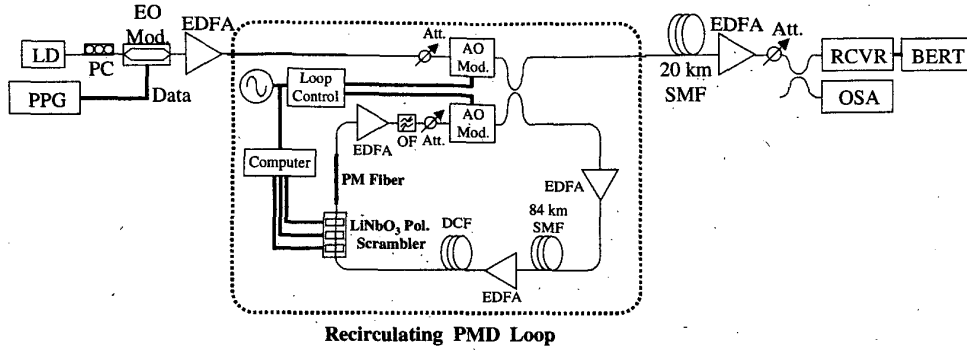 EO
Mod.
EDFA
LD
PC
PPG
Data
Att.
AO
Mod.
Loop
Control
AO
Mod.
EDFA
OF
Att.
Computer
PM Fiber
LiNbO3 Pol.
Scrambler
DCF
84 km
SMF
EDFA
EDFA
20 km
SMF
EDFA
Att.
RCVR
BERT
OSA
Recirculating PMD Loop